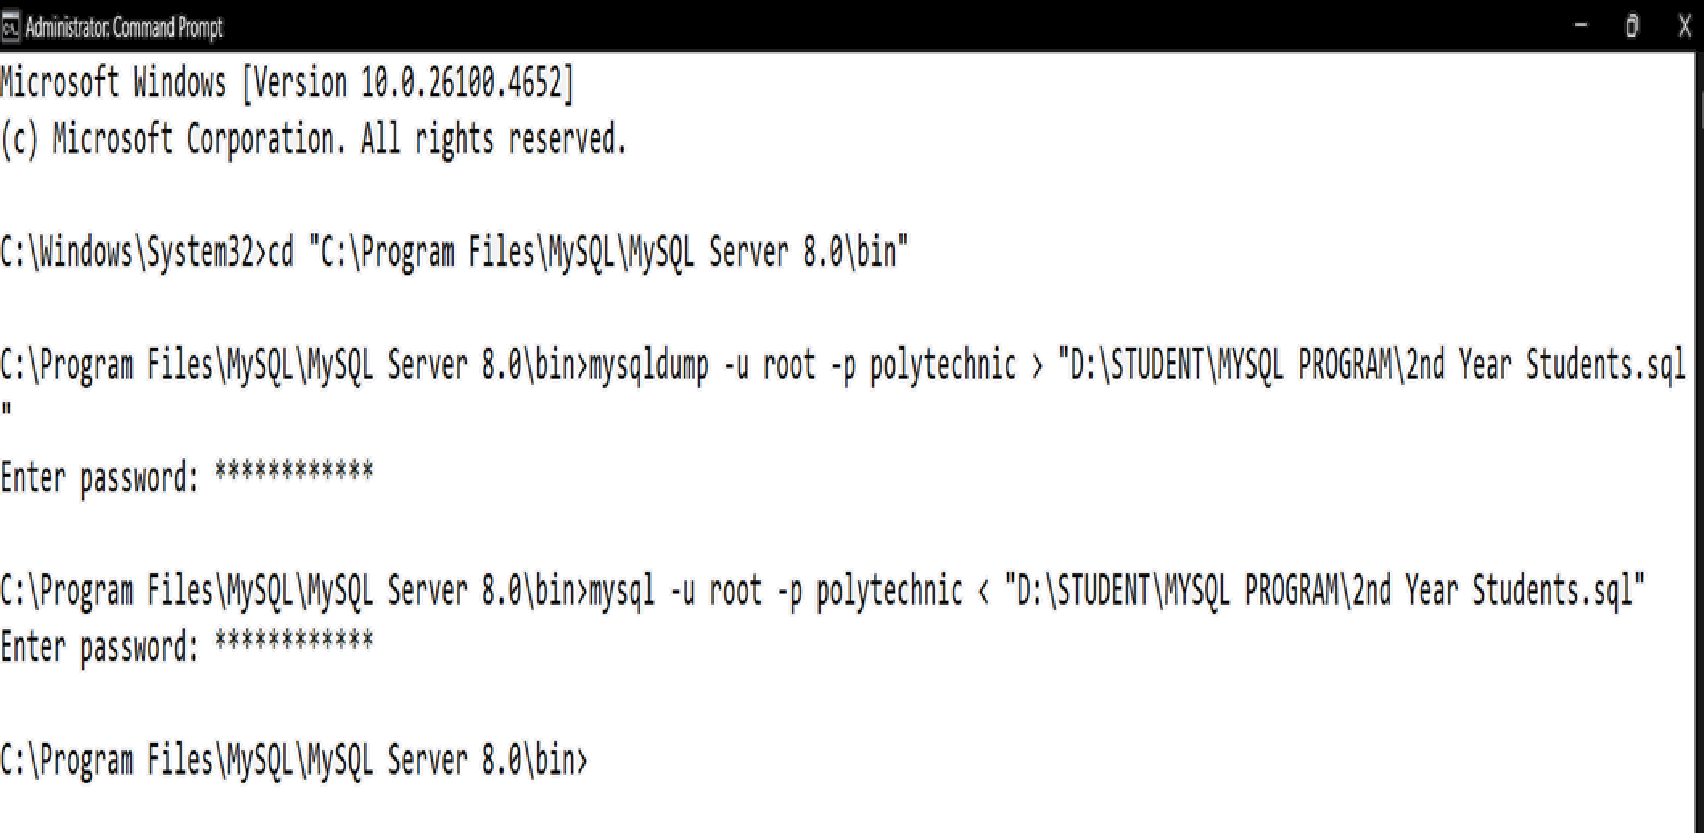 Administrator: Command Prompt
Microsoft Windows [Version 10.0.26100.4652]
(c) Microsoft Corporation. All rights reserved.
C:\Windows\System32>cd "C:\Program Files\MySQL\MySQL Server 8.0\bin"
C:\Program Files\MySQL\MySQL Server 8.0\bin>mysqldump -u root -p polytechnic > "D:\STUDENT\MYSQL PROGRAM\2nd Year Students.sql
"
Enter password: ************
C:\Program Files\MySQL\MySQL Server 8.0\bin>mysql -u root -p polytechnic < "D:\STUDENT\MYSQL PROGRAM\2nd Year Students.sql"
Enter password: ************
C:\Program Files\MySQL\MySQL Server 8.0\bin>